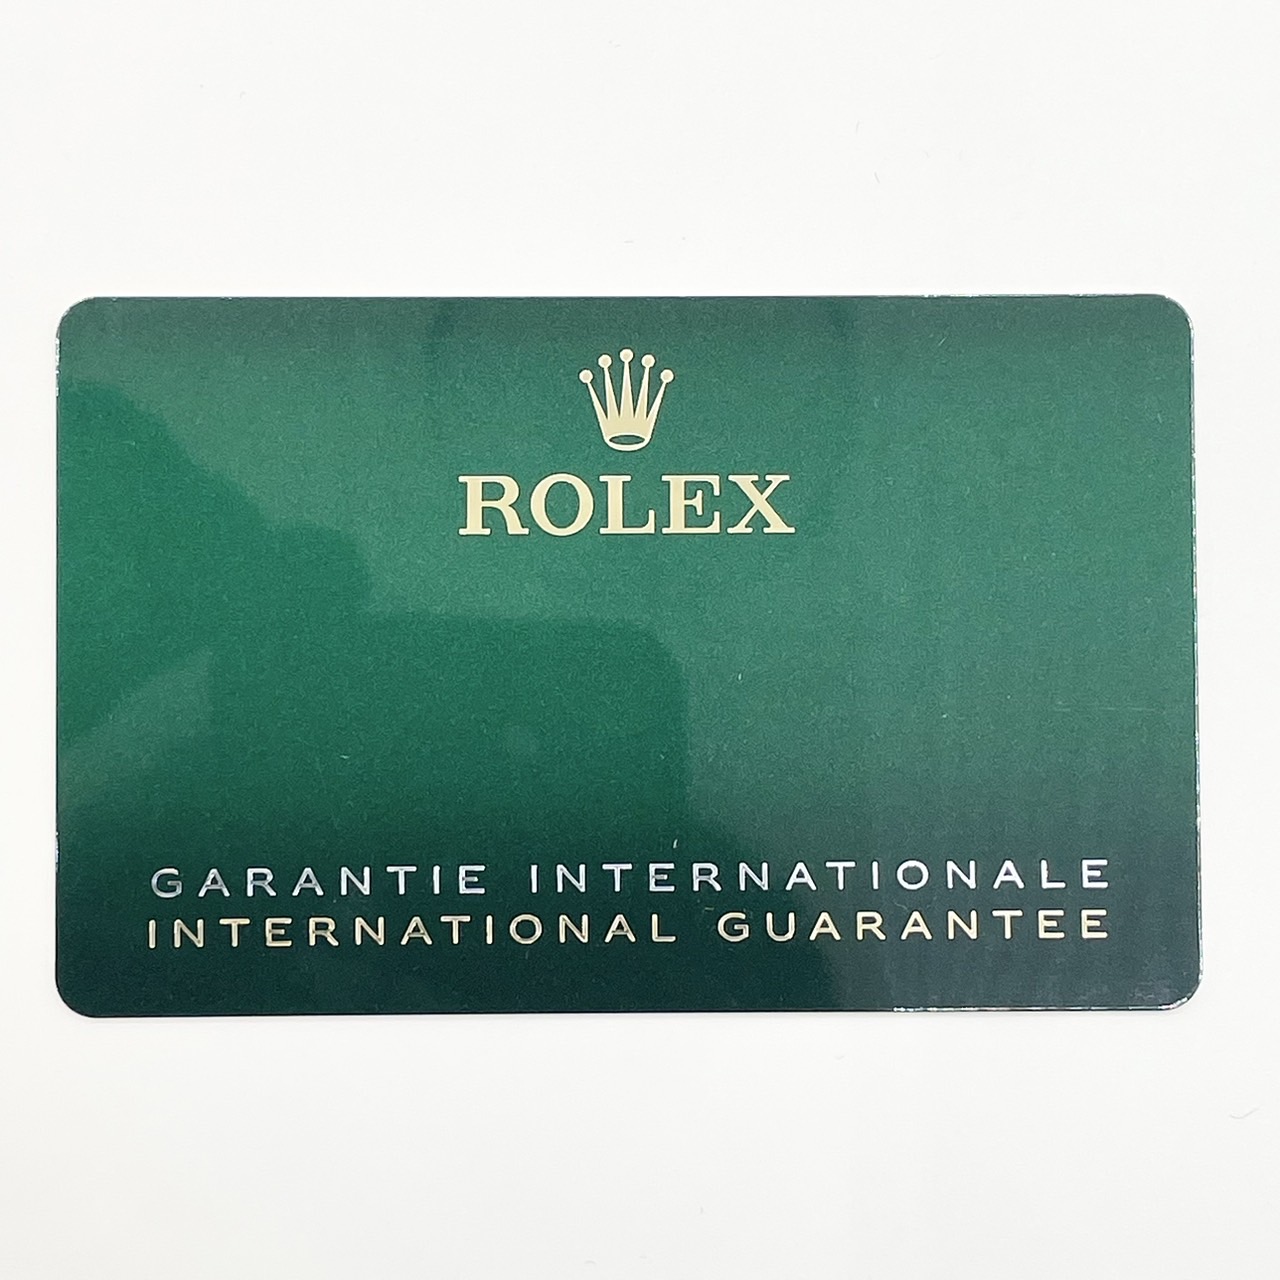 ROLEX
GARANTIE INTERNATIONALE
INTERNATIONAL GUARANTEE